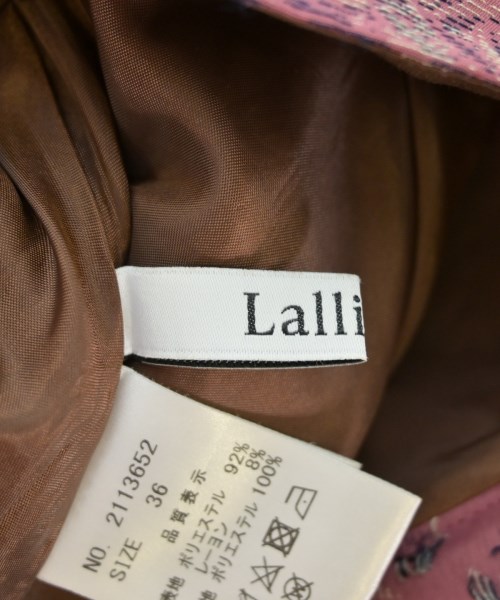 Lalli
NO. 2113652
SIZE 36
品質表示
地 ポリエステル 92%
レーヨン 8%
地 ポリエステル 100%